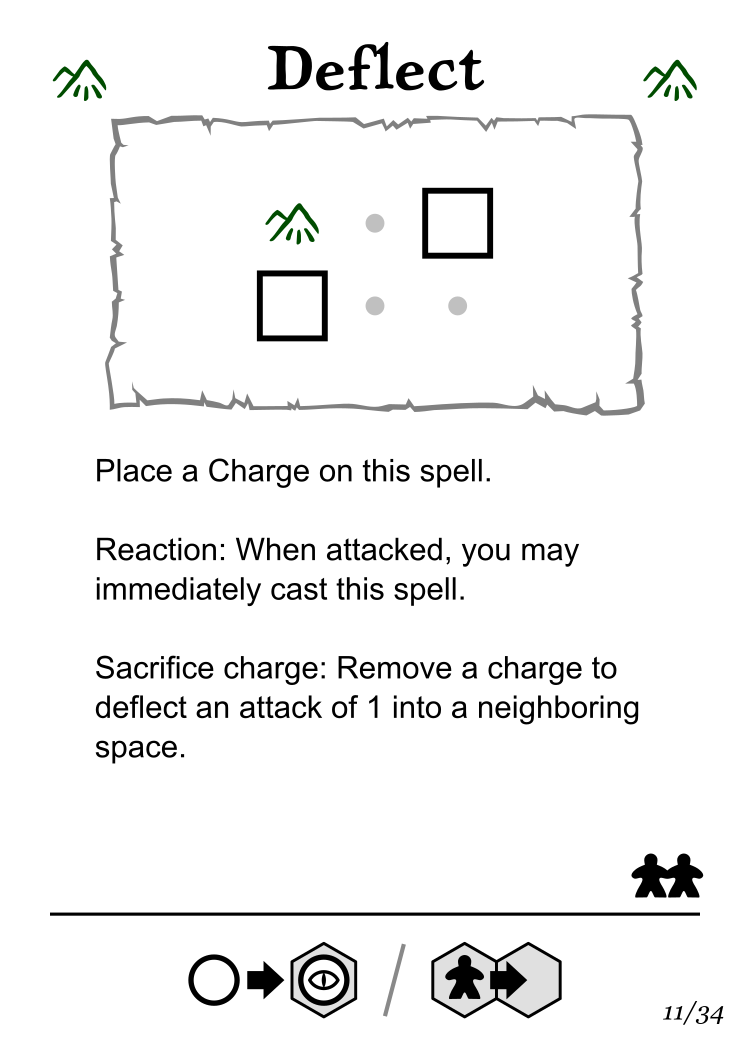 Deflect
Place a Charge on this spell.
Reaction: When attacked, you may
immediately cast this spell.
Sacrifice charge: Remove a charge to
deflect an attack of 1 into a neighboring
space.
11/34